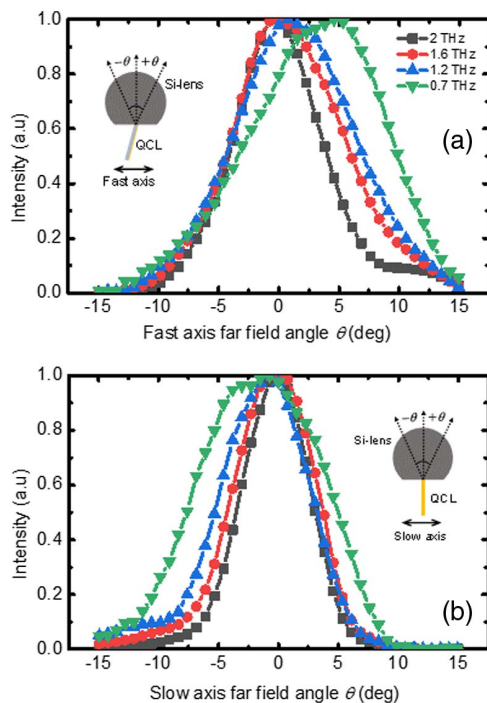 (a)
2 THz
1.6 THz
1.2 THz
0.7 THz
-θ +θ
Si-lens
QCL
Fast axis
Intensity (a.u)
1.0
0.8
0.6
0.4
0.2
0.0
-15 -10 -5 0 5 10 15
Fast axis far field angle θ (deg)
(b)
-θ +θ
Si-lens
QCL
Slow axis
Intensity (a.u)
1.0
0.8
0.6
0.4
0.2
0.0
-15 -10 -5 0 5 10 15
Slow axis far field angle θ (deg)